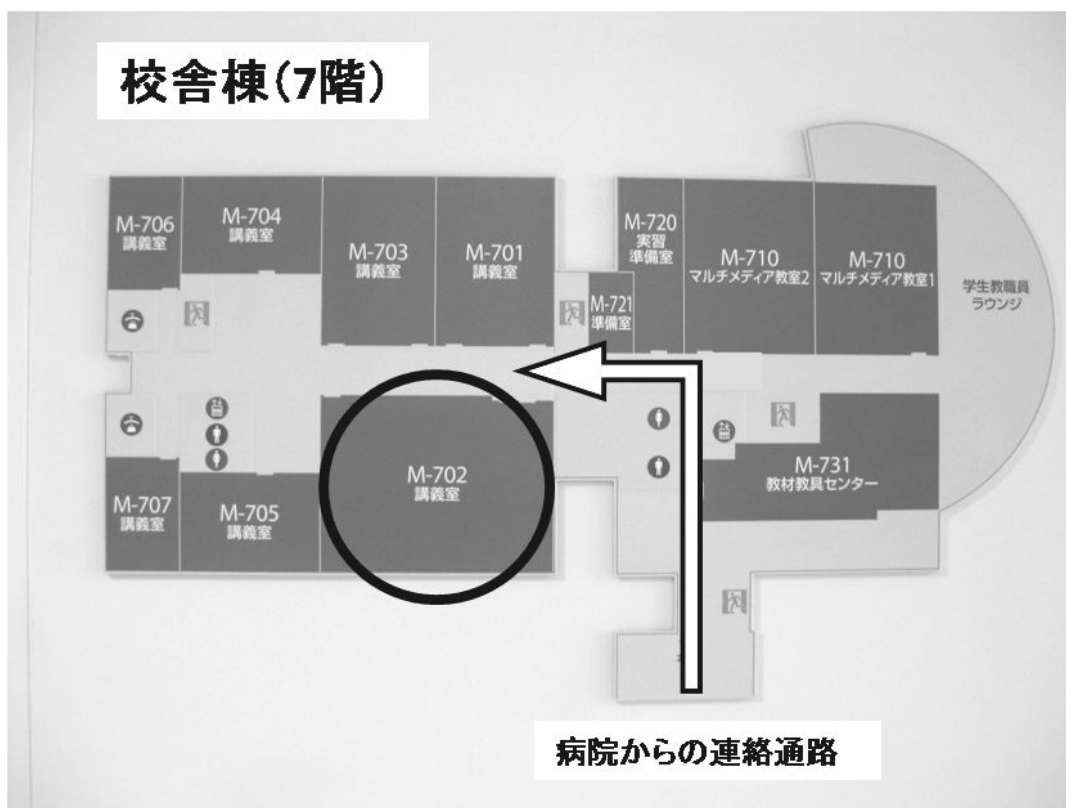 校舎棟(7階)
M-706
講義室
M-704
講義室
M-703
講義室
M-701
講義室
M-720
実習
準備室
M-710
マルチメディア教室2
M-710
マルチメディア教室1
学生教職員
ラウンジ
M-721
準備室
M-702
講義室
M-707
講義室
M-705
講義室
M-731
教材教具センター
病院からの連絡通路